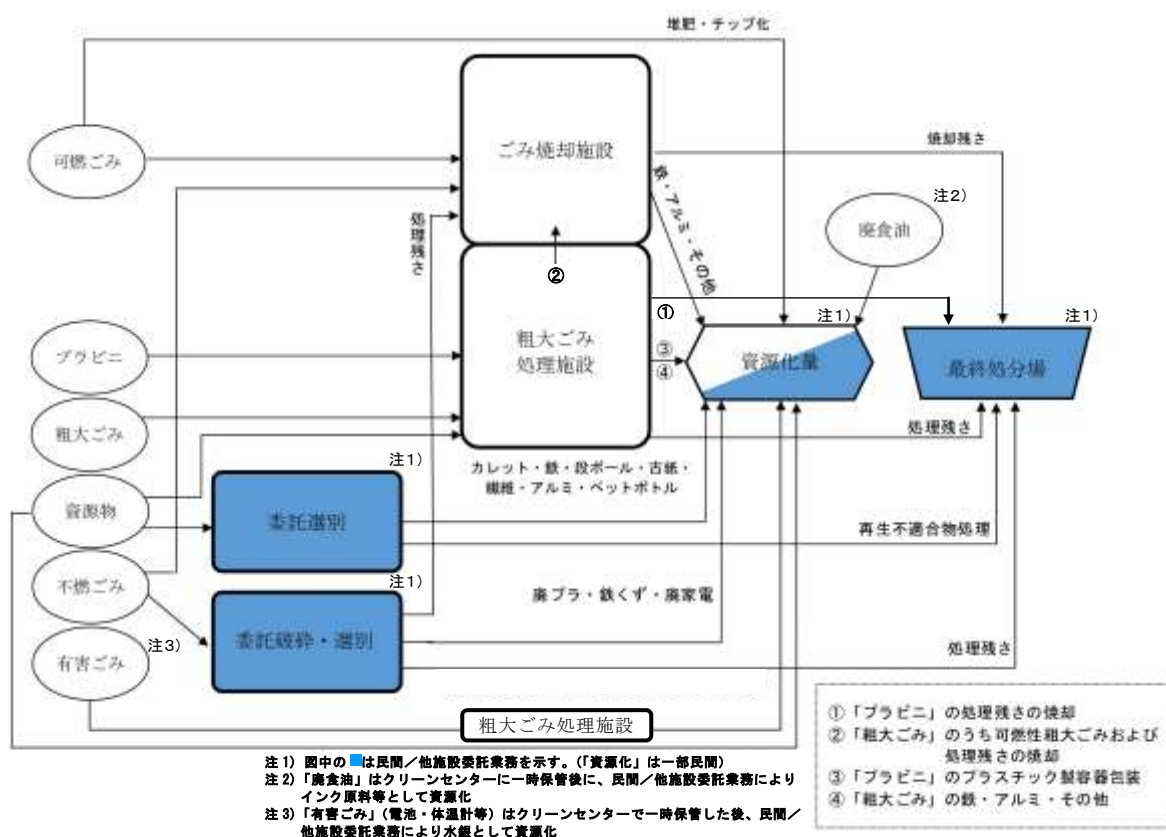 堆肥・チップ化
可燃ごみ
ごみ焼却施設
焼却残さ
鉄・アルミ・その他
処理残さ
注2）
廃食油
②
①
注1）
注1）
プラビニ
粗大ごみ
処理施設
③
④
資源化量
最終処分場
粗大ごみ
処理残さ
注1）
カレット・鉄・段ボール・古紙・
繊維・アルミ・ペットボトル
資源物
委託選別
再生不適合物処理
注1）
不燃ごみ
廃プラ・鉄くず・廃家電
注3）
委託破砕・選別
有害ごみ
処理残さ
粗大ごみ処理施設
①「プラビニ」の処理残さの焼却
②「粗大ごみ」のうち可燃性粗大ごみおよび
処理残さの焼却
③「プラビニ」のプラスチック製容器包装
④「粗大ごみ」の鉄・アルミ・その他
注1）図中の は民間／他施設委託業務を示す。（「資源化」は一部民間）
注2）「廃食油」はクリーンセンターに一時保管後に、民間／他施設委託業務により
インク原料等として資源化
注3）「有害ごみ」（電池・体温計等）はクリーンセンターで一時保管した後、民間／
他施設委託業務により水銀として資源化